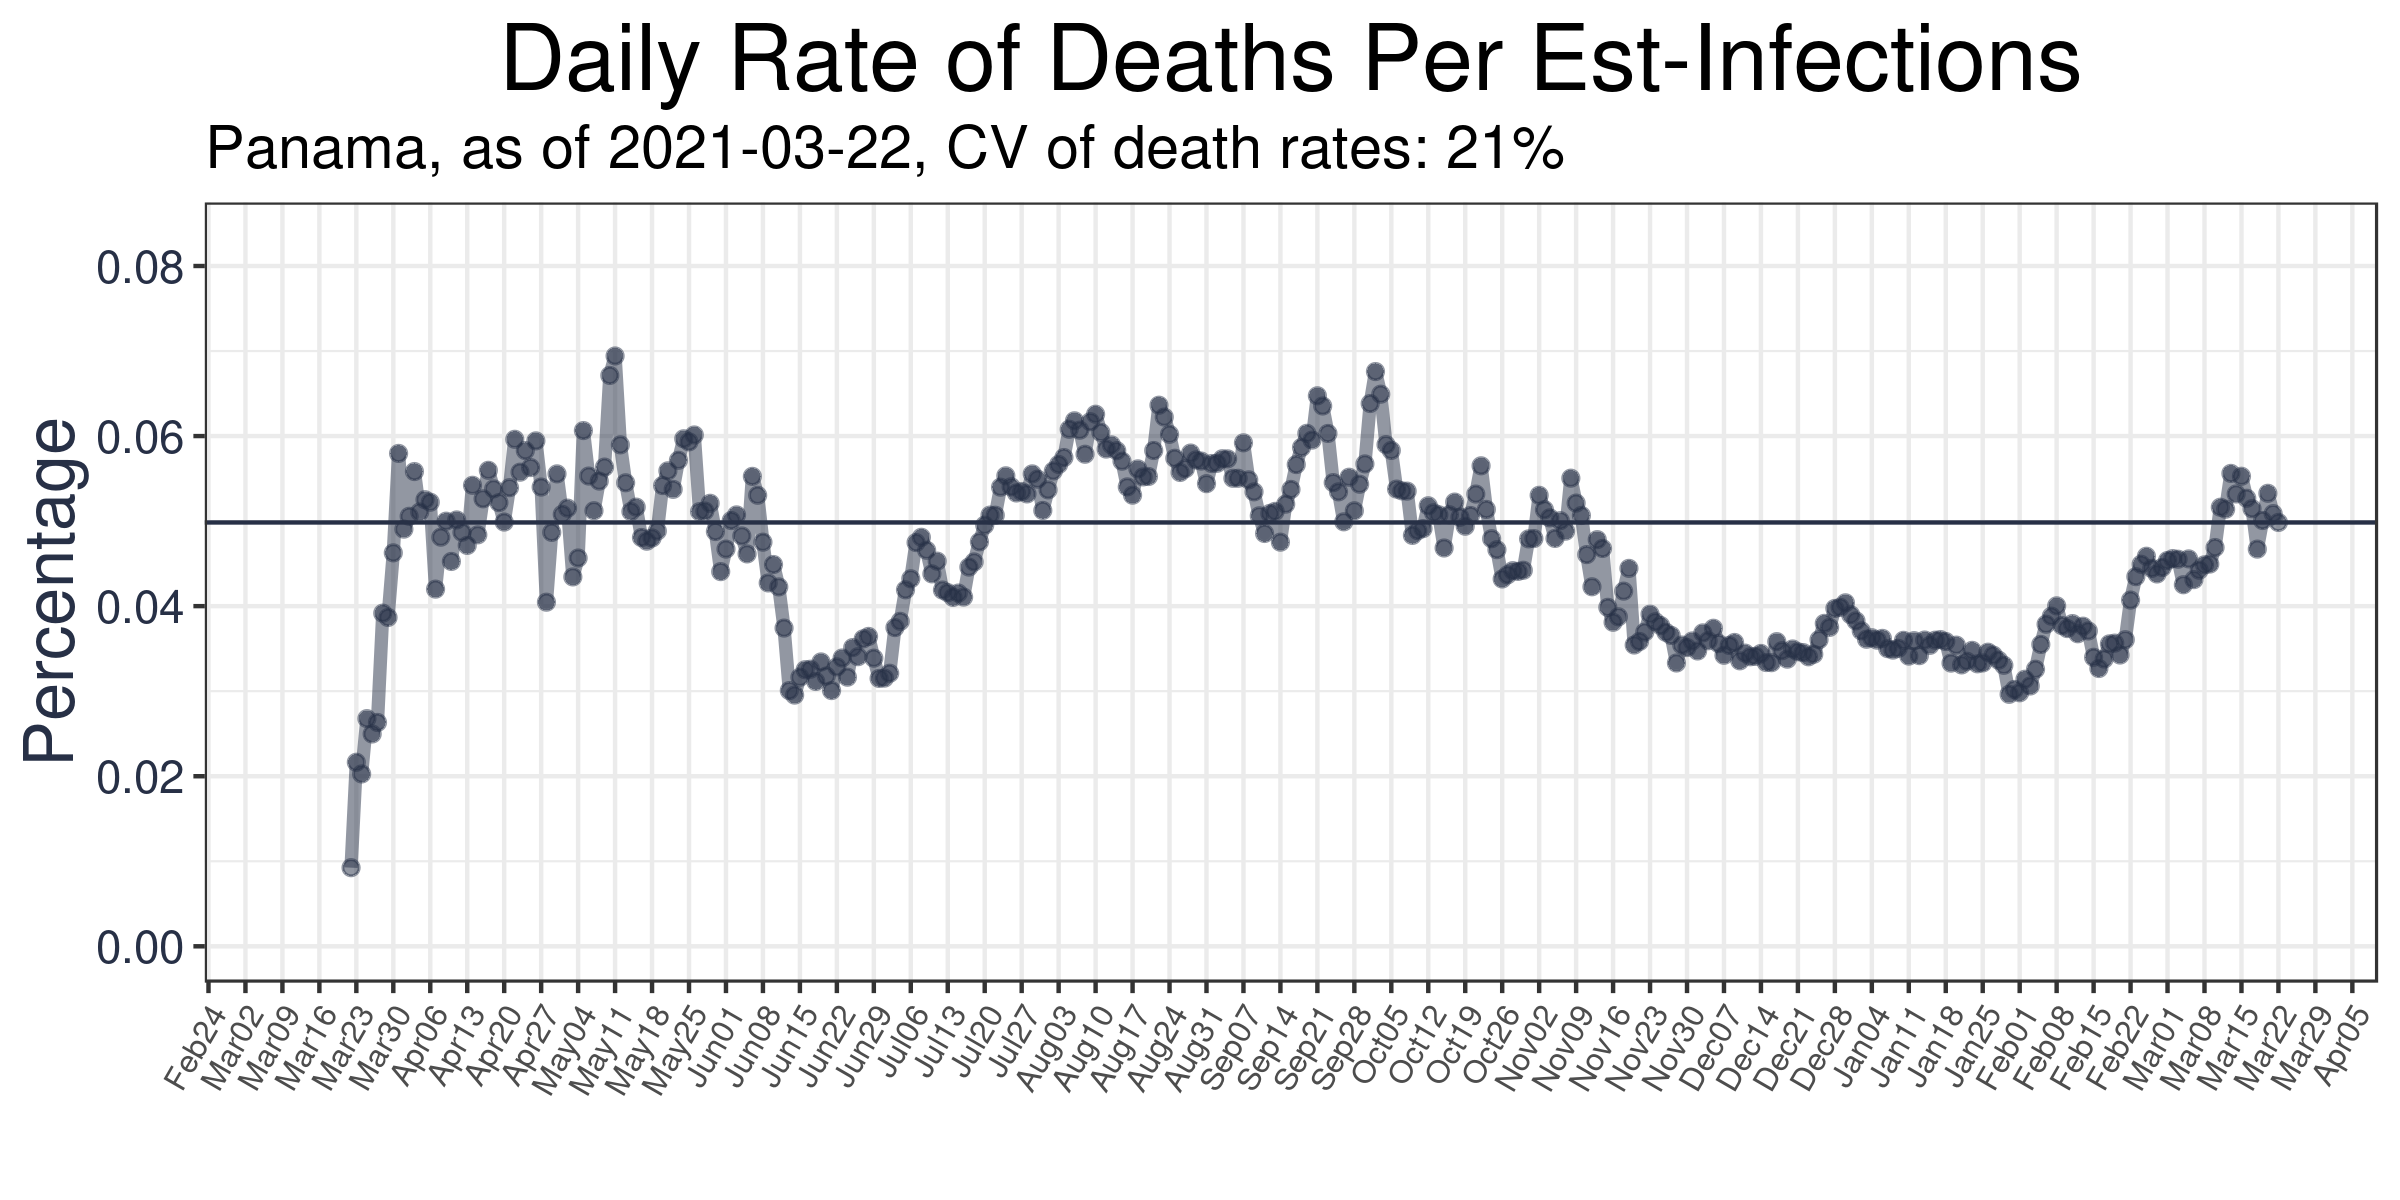 Daily Rate of Deaths Per Est-Infections
Panama, as of 2021-03-22, CV of death rates: 21%
Percentage
0.08
0.06
0.04
0.02
0.00
Feb24 Mar02 Mar09 Mar16 Mar23 Mar30 Apr06 Apr13 Apr20 Apr27 May04 May11 May18 May25 Jun01 Jun08 Jun15 Jun22 Jun29 Jul06 Jul13 Jul20 Jul27 Aug03 Aug10 Aug17 Aug24 Aug31 Sep07 Sep14 Sep21 Sep28 Oct05 Oct12 Oct19 Oct26 Nov02 Nov09 Nov16 Nov23 Nov30 Dec07 Dec14 Dec21 Dec28 Jan04 Jan11 Jan18 Jan25 Feb01 Feb08 Feb15 Feb22 Mar01 Mar08 Mar15 Mar22 Mar29 Apr05